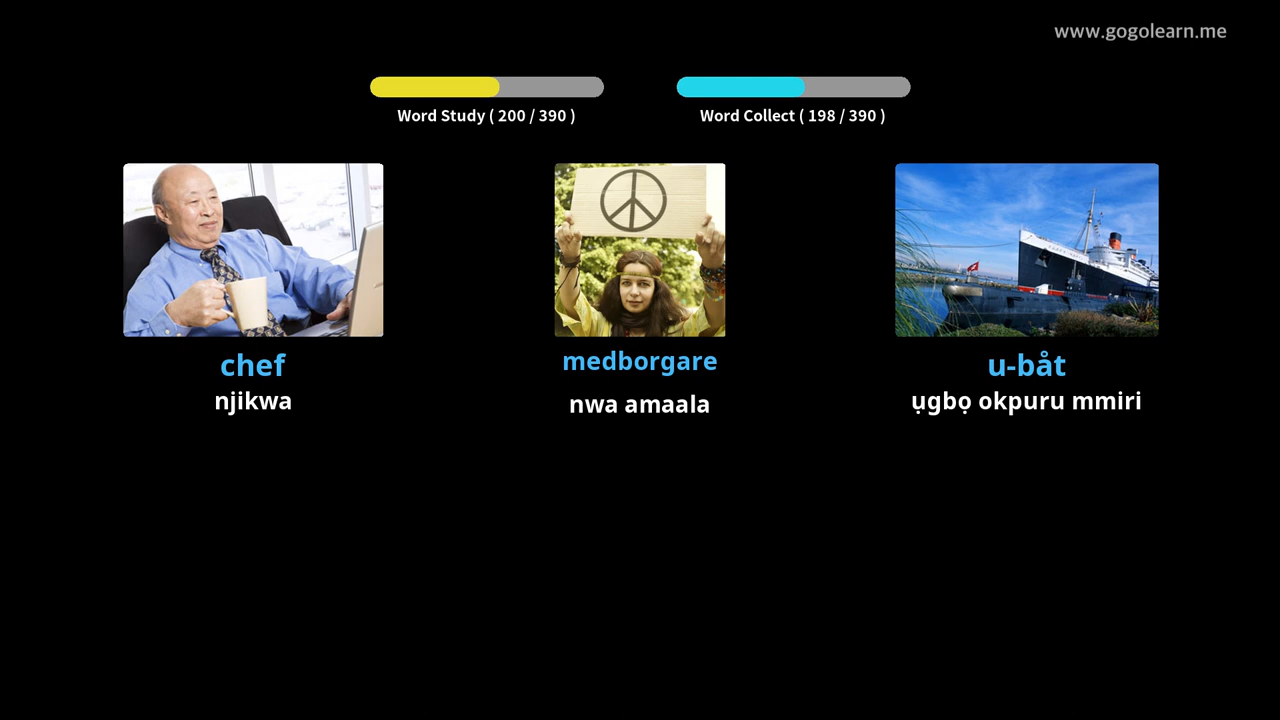 www.gogolearn.me
Word Study ( 200 / 390 )
Word Collect ( 198 / 390 )
chef
njikwa
medborgare
nwa amaala
u-båt
ụgbọ okpuru mmiri